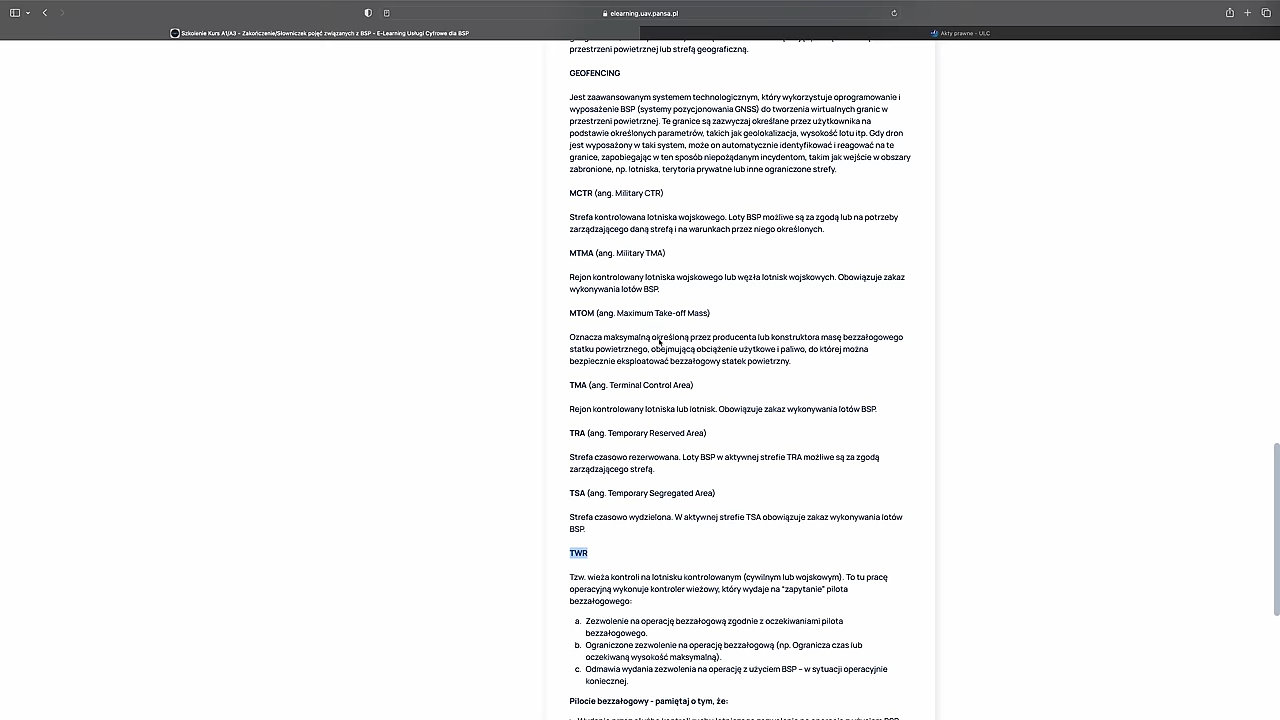 elearning.uav.pansa.pl
Szkolenie Kurs A1/A3 – Zakończenie/Słowniczek pojęć związanych z BSP – E-Learning Usługi Cyfrowe dla BSP
Akty prawne – ULC
przestrzeni powietrznej lub strefą geograficzną.
GEOFENCING
Jest zaawansowanym systemem technologicznym, który wykorzystuje oprogramowanie i
wyposażenie BSP (systemy pozycjonowania GNSS) do tworzenia wirtualnych granic w
przestrzeni powietrznej. Te granice są zazwyczaj określane przez użytkownika na
podstawie określonych parametrów, takich jak geolokalizacja, wysokość lotu itp. Gdy dron
jest wyposażony w taki system, może on automatycznie identyfikować i reagować na te
granice, zapobiegając w ten sposób niepożądanym incydentom, takim jak wejście w obszary
zabronione, np. lotniska, terytoria prywatne lub inne ograniczone strefy.
MCTR (ang. Military CTR)
Strefa kontrolowana lotniska wojskowego. Loty BSP możliwe są za zgodą lub na potrzeby
zarządzającego daną strefą i na warunkach przez niego określonych.
MTMA (ang. Military TMA)
Rejon kontrolowany lotniska wojskowego lub węzła lotnisk wojskowych. Obowiązuje zakaz
wykonywania lotów BSP.
MTOM (ang. Maximum Take-off Mass)
Oznacza maksymalną określoną przez producenta lub konstruktora masę bezzałogowego
statku powietrznego, obejmującą obciążenie użytkowe i paliwo, do której można
bezpiecznie eksploatować bezzałogowy statek powietrzny.
TMA (ang. Terminal Control Area)
Rejon kontrolowany lotniska lub lotnisk. Obowiązuje zakaz wykonywania lotów BSP.
TRA (ang. Temporary Reserved Area)
Strefa czasowo rezerwowana. Loty BSP w aktywnej strefie TRA możliwe są za zgodą
zarządzającego strefą.
TSA (ang. Temporary Segregated Area)
Strefa czasowo wydzielona. W aktywnej strefie TSA obowiązuje zakaz wykonywania lotów
BSP.
TWR
Tzw. wieża kontroli na lotnisku kontrolowanym (cywilnym lub wojskowym). To tu pracę
operacyjną wykonuje kontroler wieżowy, który wydaje na “zapytanie” pilota
bezzałogowego:
a. Zezwolenie na operację bezzałogową zgodnie z oczekiwaniami pilota
bezzałogowego.
b. Ograniczone zezwolenie na operację bezzałogową (np. Ogranicza czas lub
oczekiwaną wysokość maksymalną).
c. Odmawia wydania zezwolenia na operację z użyciem BSP – w sytuacji operacyjnie
koniecznej.
Pilocie bezzałogowy - pamiętaj o tym, że: